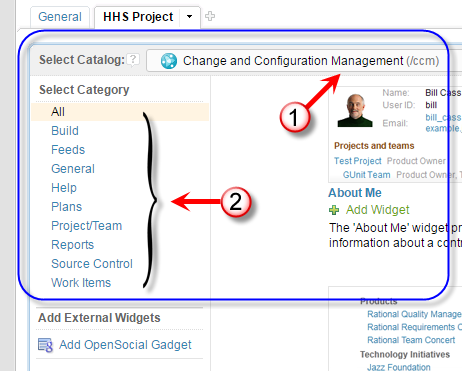 General
HHS Project
Select Catalog: ? Change and Configuration Management (/ccm)
1
Select Category
All
Build
Feeds
General
Help
Plans
Project/Team
Reports
Source Control
Work Items
2
Name: Bill Cass
User ID: bill
Email: bill_cass
example.
Projects and teams
Test Project Product Owner
GUnit Team Product Owner, T
About Me
Add Widget
The 'About Me' widget pr
information about a contr
Add External Widgets
Add OpenSocial Gadget
Products
Rational Quality Manage
Rational Requirements C
Rational Team Concert
Technology Initiatives
Jazz Foundation